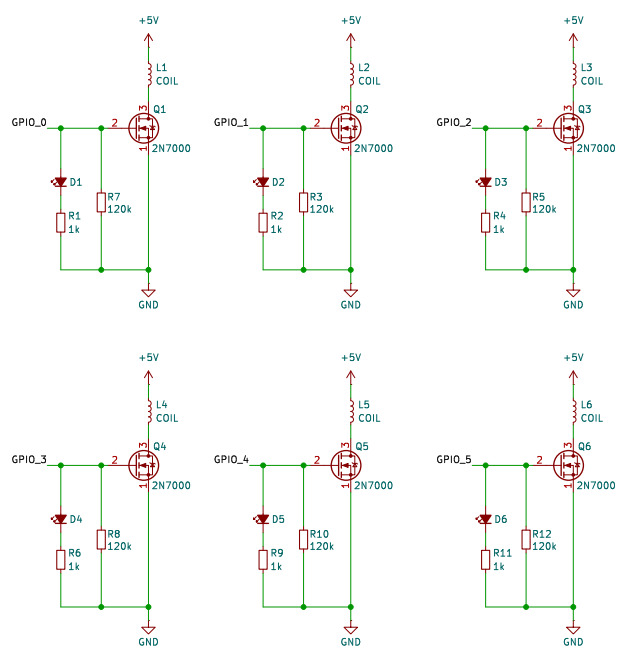 +5V +5V +5V
L1 L2 L3
COIL COIL COIL
3 Q1 3 Q2 3 Q3
GPIO_0 2 GPIO_1 2 GPIO_2 2
1 2N7000 1 2N7000 1 2N7000
D1 D2 D3
R7 R3 R5
120k 120k 120k
R1 R2 R4
1k 1k 1k
GND GND GND
+5V +5V +5V
L4 L5 L6
COIL COIL COIL
3 Q4 3 Q5 3 Q6
GPIO_3 2 GPIO_4 2 GPIO_5 2
1 2N7000 1 2N7000 1 2N7000
D4 D5 D6
R8 R10 R12
120k 120k 120k
R6 R9 R11
1k 1k 1k
GND GND GND